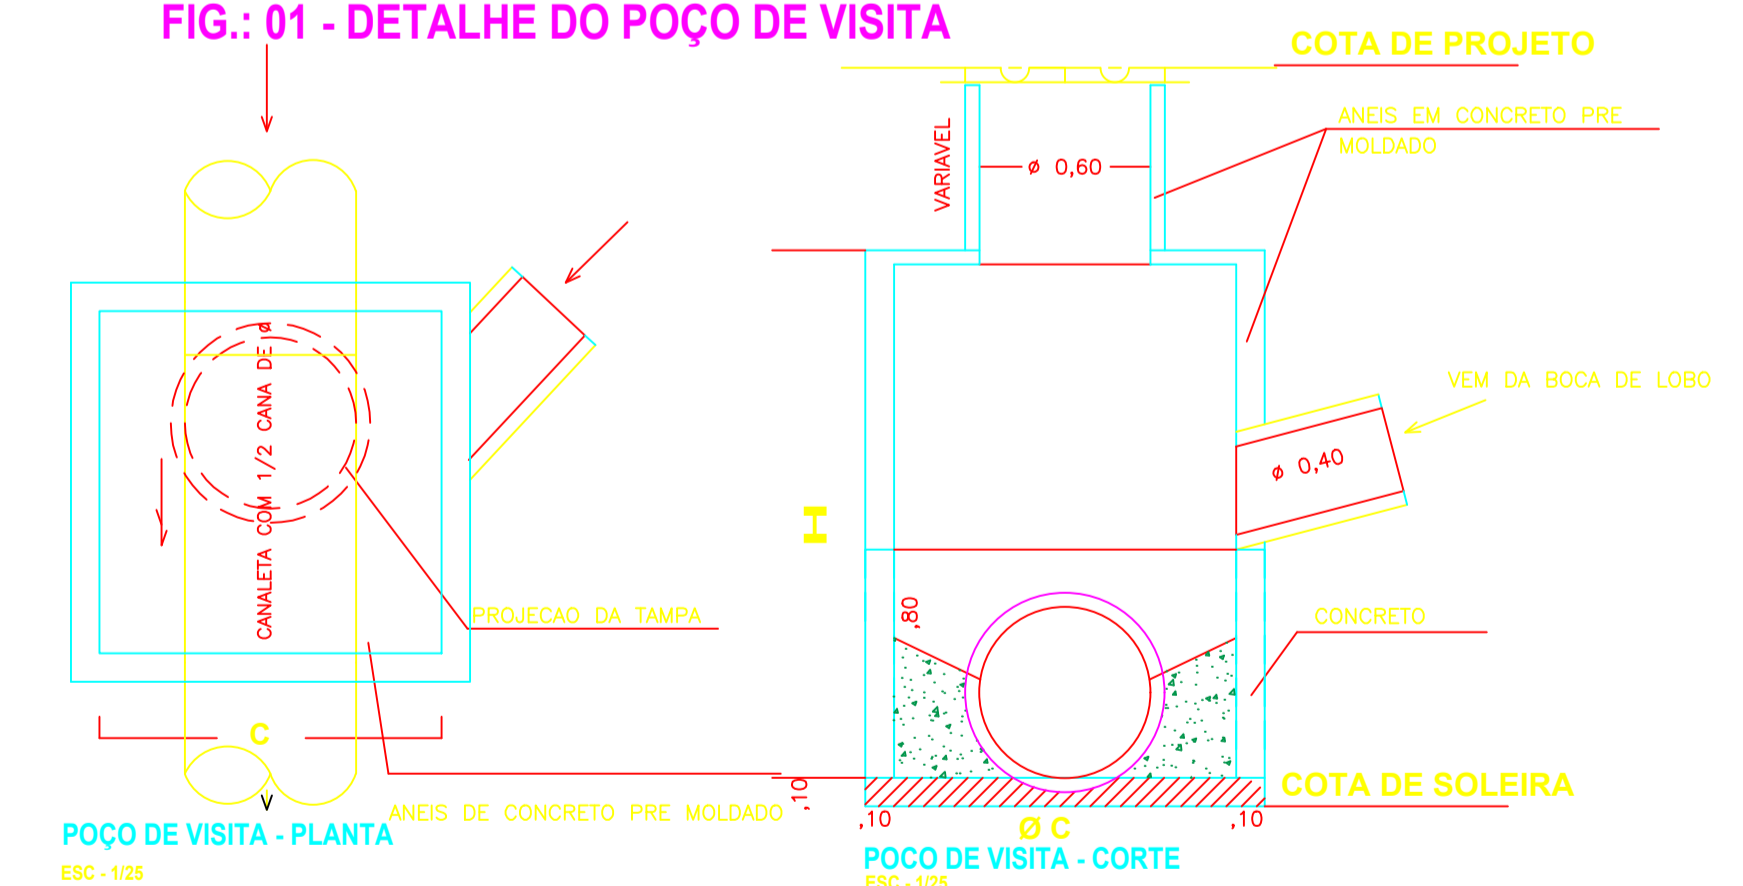 FIG.: 01 - DETALHE DO POÇO DE VISITA
COTA DE PROJETO
ANEIS EM CONCRETO PRE
MOLDADO
VARIAVEL
ø 0,60
VEM DA BOCA DE LOBO
ø 0,40
CANALETA COM 1/2 CANA DE ø
H
PROJECAO DA TAMPA
,80
CONCRETO
C
COTA DE SOLEIRA
,10
ANEIS DE CONCRETO PRE MOLDADO
,10
,10
Ø C
POÇO DE VISITA - PLANTA
ESC - 1/25
POCO DE VISITA - CORTE
ESC - 1/25